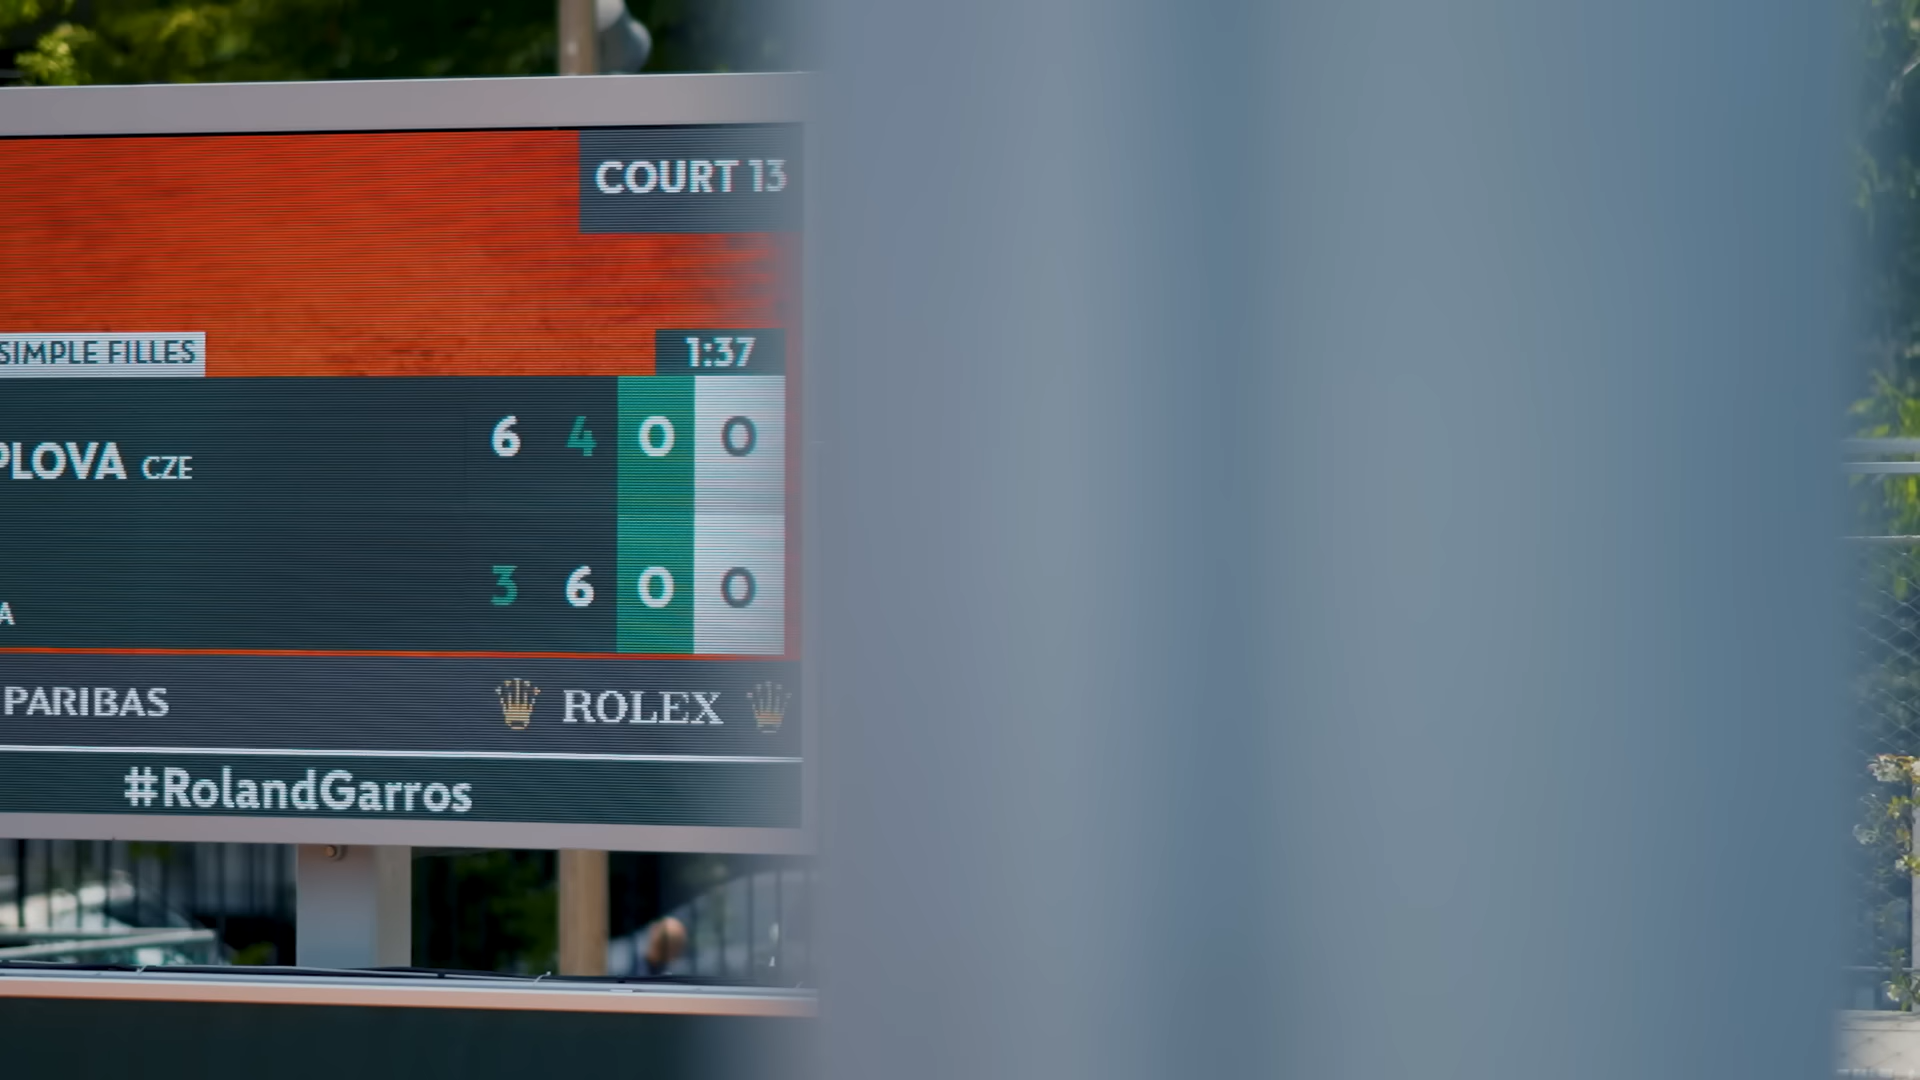 COURT 13
SIMPLE FILLES
1:37
PLOVA CZE 6 4 0 0
A 3 6 0 0
PARIBAS ROLEX
#RolandGarros